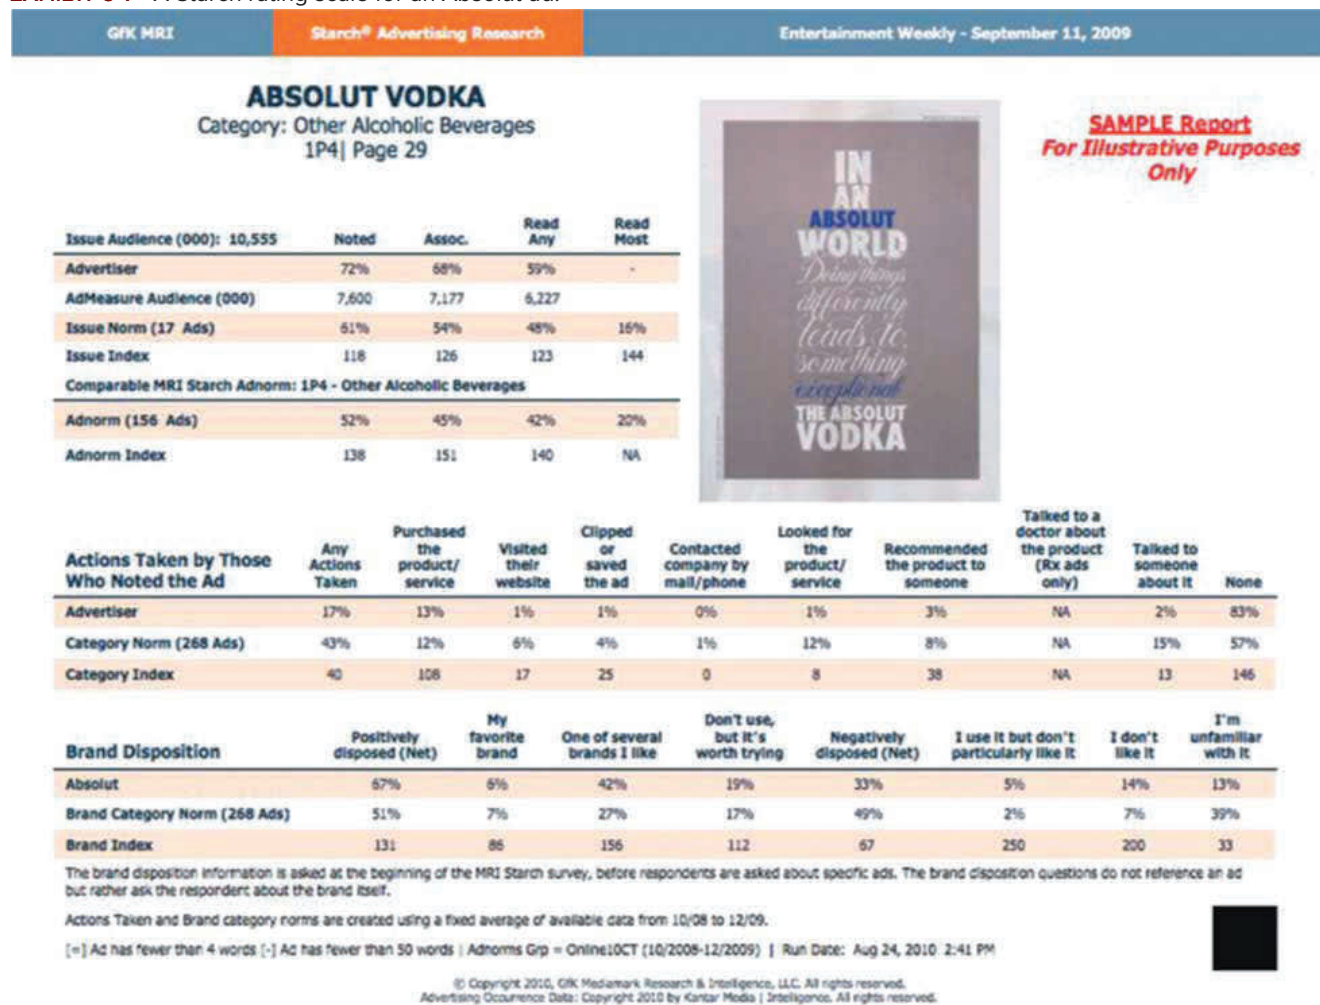 GfK MRI Starch® Advertising Research Entertainment Weekly - September 11, 2009
ABSOLUT VODKA
Category: Other Alcoholic Beverages
1P4| Page 29
SAMPLE Report
For Illustrative Purposes
Only
IN
AN
ABSOLUT
WORLD
Doing things
differently
leads to
something
exceptional
THE ABSOLUT
VODKA
Issue Audience (000): 10,555 Noted Assoc. Read Any Read Most
Advertiser 72% 68% 59% -
AdMeasure Audience (000) 7,600 7,177 6,227
Issue Norm (17 Ads) 61% 54% 48% 16%
Issue Index 118 126 123 144
Comparable MRI Starch Adnorm: 1P4 - Other Alcoholic Beverages
Adnorm (156 Ads) 52% 45% 42% 20%
Adnorm Index 138 151 140 NA
Actions Taken by Those Who Noted the Ad Any Actions Taken Purchased the product/ service Visited their website Clipped or saved the ad Contacted company by mail/phone Looked for the product/ service Recommended the product to someone Talked to a doctor about the product (Rx ads only) Talked to someone about it None
Advertiser 17% 13% 1% 1% 0% 1% 3% NA 2% 83%
Category Norm (268 Ads) 43% 12% 6% 4% 1% 12% 8% NA 15% 57%
Category Index 40 108 17 25 0 8 38 NA 13 146
Brand Disposition Positively disposed (Net) My favorite brand One of several brands I like Don't use, but it's worth trying Negatively disposed (Net) I use it but don't particularly like it I don't like it I'm unfamiliar with it
Absolut 67% 6% 42% 19% 33% 5% 14% 13%
Brand Category Norm (268 Ads) 51% 7% 27% 17% 49% 2% 7% 39%
Brand Index 131 86 156 112 67 250 200 33
The brand disposition information is asked at the beginning of the MRI Starch survey, before respondents are asked about specific ads. The brand disposition questions do not reference an ad
but rather ask the respondent about the brand itself.
Actions Taken and Brand category norms are created using a fixed average of available data from 10/08 to 12/09.
[=] Ad has fewer than 4 words [-] Ad has fewer than 50 words | Adnorms Grp = Online10CT (10/2008-12/2009) | Run Date: Aug 24, 2010 2:41 PM
© Copyright 2010, GfK Mediamark Research & Intelligence, LLC. All rights reserved.
Advertising Occurrence Data: Copyright 2010 by Kantar Media | Intelligence. All rights reserved.